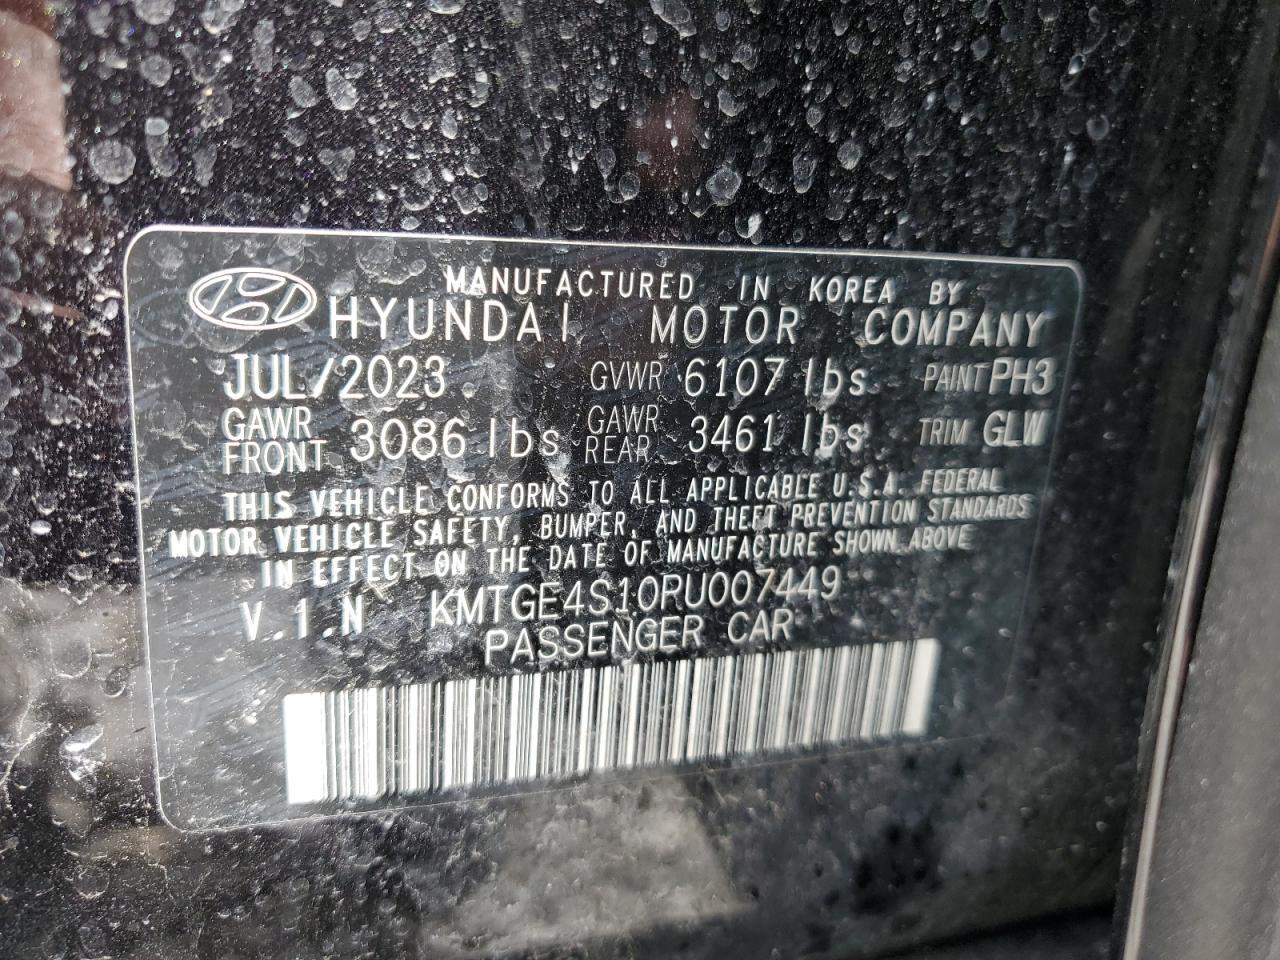 MANUFACTURED IN KOREA BY
HYUNDAI MOTOR COMPANY
JUL/2023 GVWR 6107 lbs PAINT PH3
GAWR FRONT 3086 lbs GAWR REAR 3461 lbs TRIM GLW
THIS VEHICLE CONFORMS TO ALL APPLICABLE U.S.A. FEDERAL
MOTOR VEHICLE SAFETY, BUMPER, AND THEFT PREVENTION STANDARDS
IN EFFECT ON THE DATE OF MANUFACTURE SHOWN ABOVE
V.I.N KMTGE4S10PU007449
PASSENGER CAR